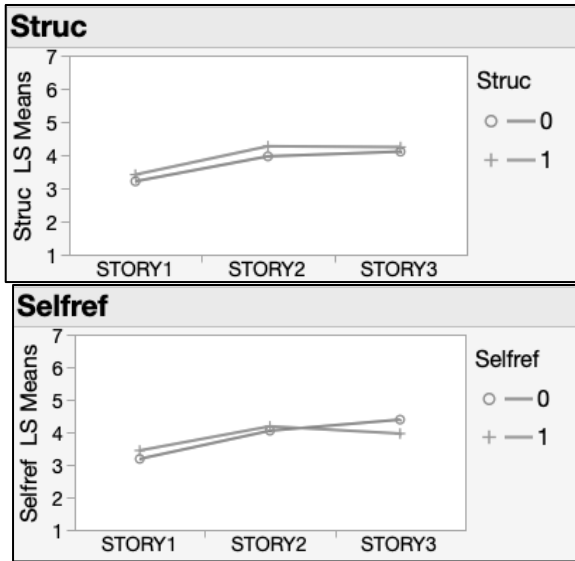 Struc
7
6
5
4
3
2
1
Struc LS Means
STORY1 STORY2 STORY3
Struc
0
1
Selfref
7
6
5
4
3
2
1
Selfref LS Means
STORY1 STORY2 STORY3
Selfref
0
1